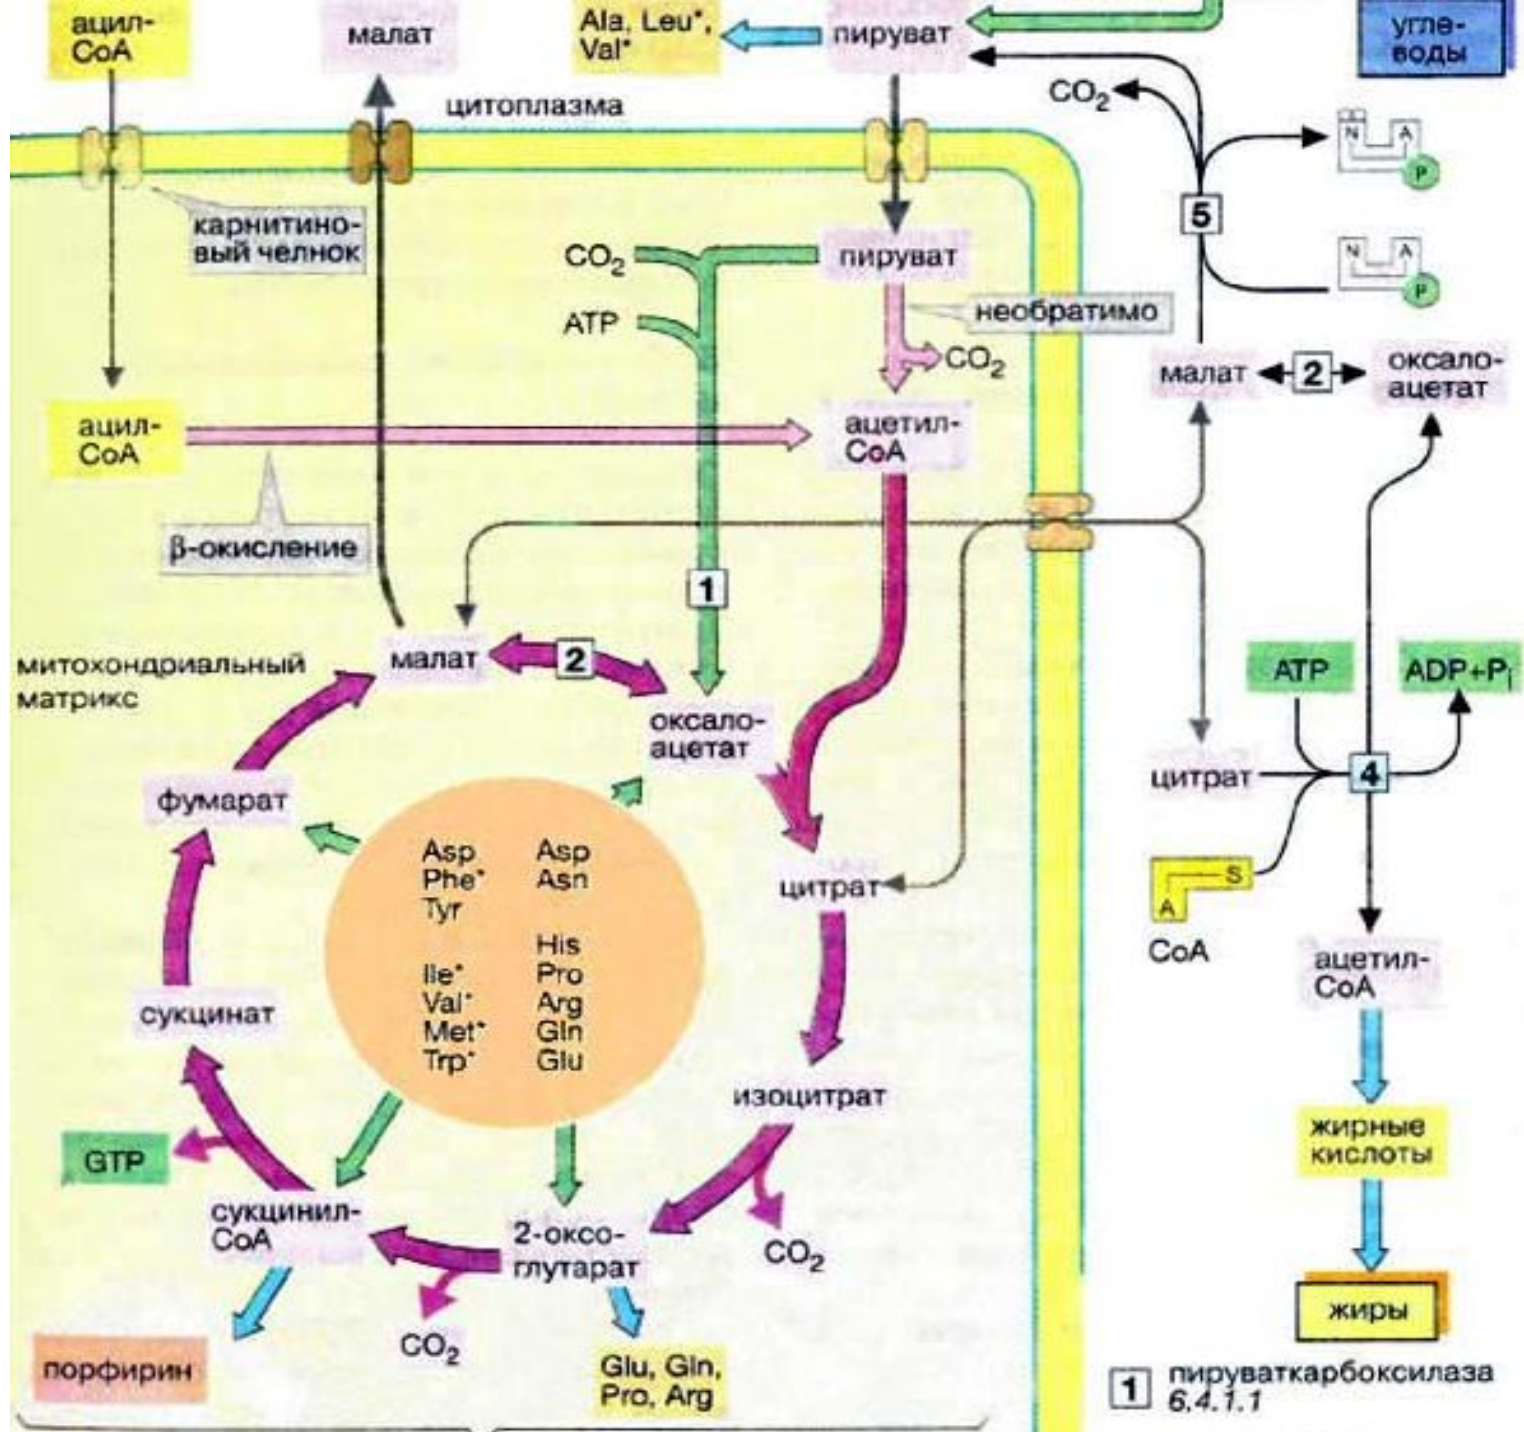 ацил-
CoA
малат
Ala, Leu*,
Val*
пируват
угле-
воды
CO2
цитоплазма
N A
P
5
карнитино-
вый челнок
CO2
пируват
N A
P
ATP
необратимо
CO2
малат
2
оксало-
ацетат
ацил-
CoA
ацетил-
CoA
β-окисление
1
митохондриальный
матрикс
малат
2
ATP
ADP+Pi
оксало-
ацетат
фумарат
цитрат
4
Asp Asp
Phe* Asn
Tyr
His
Ile* Pro
Val* Arg
Met* Gln
Trp* Glu
цитрат
S
A
CoA
ацетил-
CoA
сукцинат
изоцитрат
жирные
кислоты
GTP
сукцинил-
CoA
2-оксо-
глутарат
CO2
CO2
жиры
порфирин
Glu, Gln,
Pro, Arg
1 пируваткарбоксилаза
6.4.1.1